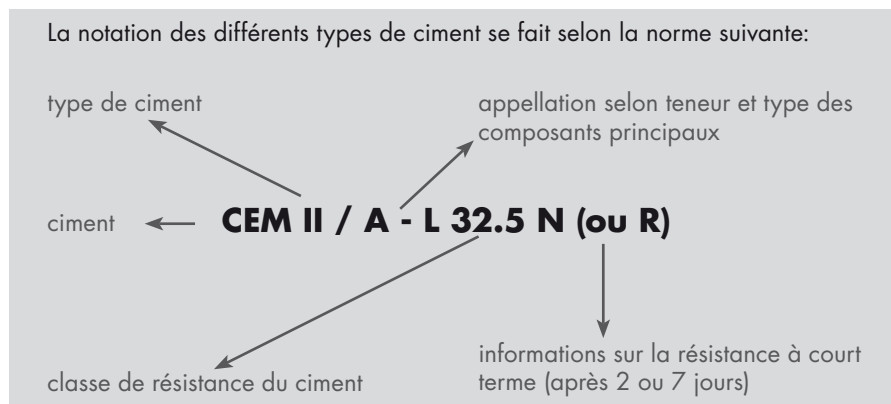 La notation des différents types de ciment se fait selon la norme suivante:
type de ciment
appellation selon teneur et type des
composants principaux
ciment
CEM II / A - L 32.5 N (ou R)
classe de résistance du ciment
informations sur la résistance à court
terme (après 2 ou 7 jours)